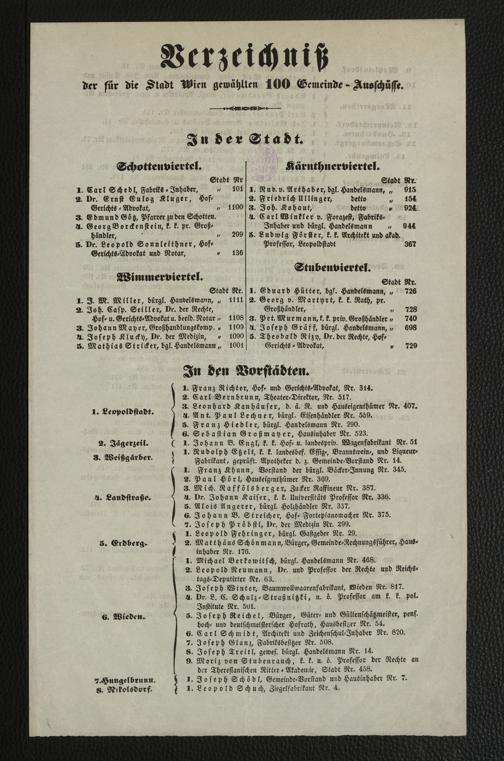 Verzeichniß
der für die Stadt Wien gewählten 100 Gemeinde-Ausschüsse.
In der Stadt.
Schottenviertel.
Stadt Nr
1. Carl Schedl, Fabriks-Inhaber, „ 101
2. Dr. Ernst Eulog Kluger, Hof-
Gerichts-Advokat, „ 1100
3. Edmund Götz, Pfarrer zu den Schotten.
4. Georg Borckenstein, k. k. pr. Groß-
händler, „ 299
5. Dr. Leopold Sonnleithner, Hof-
Gerichts-Advokat und Notar, „ 136
Wimmerviertel.
Stadt Nr.
1. J. M. Miller, bürgl. Handelsmann, „ 1111
2. Joh. Casp. Seiller, Dr. der Rechte,
Hof- u. Gerichts-Advokat u. beeid. Notar „ 1108
3. Johann Mayer, Großhandlungskomp. „ 1109
4. Joseph Klucky, Dr. der Medizin, „ 1090
5. Mathias Stricker, bgl. Handelsmann „ 1001
Kärnthnerviertel.
Stadt Nr.
1. Rud. v. Arthaber, bgl. Handelsmann, „ 915
2. Friedrich Ullinger, detto „ 154
3. Joh. Kohaut, detto „ 924
4. Carl Winkler v. Forazest, Fabriks-
Inhaber und bürgl. Handelsmann „ 944
5. Ludwig Förster, k. k. Architekt und akad.
Professor, Leopoldstadt 367
Stubenviertel.
Stadt Nr.
1. Eduard Hütter, bgl. Handelsmann, „ 726
2. Georg v. Martyrt, k. k. Rath, pr.
Großhändler, „ 728
3. Pet. Murmann, k. k. priv. Großhändler „ 740
4. Joseph Gräff, bürgl. Handelsmann, „ 698
5. Theobald Rizy, Dr. der Rechte, Hof-
Gerichts-Advokat, „ 729
In den Vorstädten.
1. Leopoldstadt.
1. Franz Richter, Hof- und Gerichts-Advokat, Nr. 314.
2. Carl Bernbrunn, Theater-Direktor, Nr. 517.
3. Leonhard Kanhäuser, d. ö. R. und Hauseigenthümer Nr. 407.
4. Ant. Paul Lechner, bürgl. Eisenhändler Nr. 559.
5. Franz Hiedler, bürgl. Handelsmann Nr. 290.
6. Sebastian Großmayer, Hausinhaber Nr. 523.
2. Jägerzeil.
1. Johann B. Engl, k. k. Hof- u. landespriv. Wagenfabrikant Nr. 51
3. Weißgärber.
1. Rudolph Eyelt, k. k. landesbef. Essig, Branntwein, und Liqueur-
Fabrikant, geprüft. Apotheker d. z. Gemeinde-Vorstand Nr. 14.
4. Landstraße.
1. Franz Khunn, Vorstand der bürgl. Bäcker-Innung Nr. 345.
2. Paul Hörl, Hauseigenthümer Nr. 369.
3. Mich. Raffölsberger, Zucker Raffineur Nr. 387.
4. Dr. Johann Kaiser, k. k. Universitäts Professor Nr. 336.
5. Alois Angerer, bürgl. Holzhändler Nr. 357.
6. Johann B. Streicher, Hof-Fortepianomacher Nr. 375.
7. Joseph Pröbstl, Dr. der Medizin Nr. 299.
5. Erdberg.
1. Leopold Fehringer, bürgl. Gastgeber Nr. 29.
2. Matthäus Schönmann, Bürger, Gemeinde-Rechnungsführer, Haus-
inhaber Nr. 176.
6. Wieden.
1. Michael Berkowitsch, bürgl. Handelsmann Nr. 468.
2. Leopold Neumann, Dr. und Professor der Rechte und Reichs-
tags-Deputirter Nr. 63.
3. Joseph Winter, Baumwollwaarenfabrikant, Wieden Nr. 847.
4. Dr. L. C. Schulz-Straßnitzki, n. ö. Professor am k. k. pol.
Institute Nr. 501.
5. Joseph Reichel, Bürger, Güter- und Gültenschätzmeister, pens.
hoch- und deutschmeisterischer Hofrath, Hausbesitzer Nr. 54.
6. Carl Schmidt, Architekt und Zeichenschul-Inhaber Nr. 820.
7. Joseph Glanz, Fabriksbesitzer Nr. 508.
8. Joseph Treitl, gewes. bürgl. Handelsmann Nr. 14.
9. Moriz von Stubenrauch, k. k. n. ö. Professor der Rechte an
der Theresianischen Ritter-Akademie, Stadt Nr. 458.
7. Hungelbrunn.
1. Joseph Schödl, Gemeinde-Vorstand und Hausinhaber Nr. 7.
8. Nikolsdorf.
1. Leopold Schuch, Ziegelfabrikant Nr. 4.